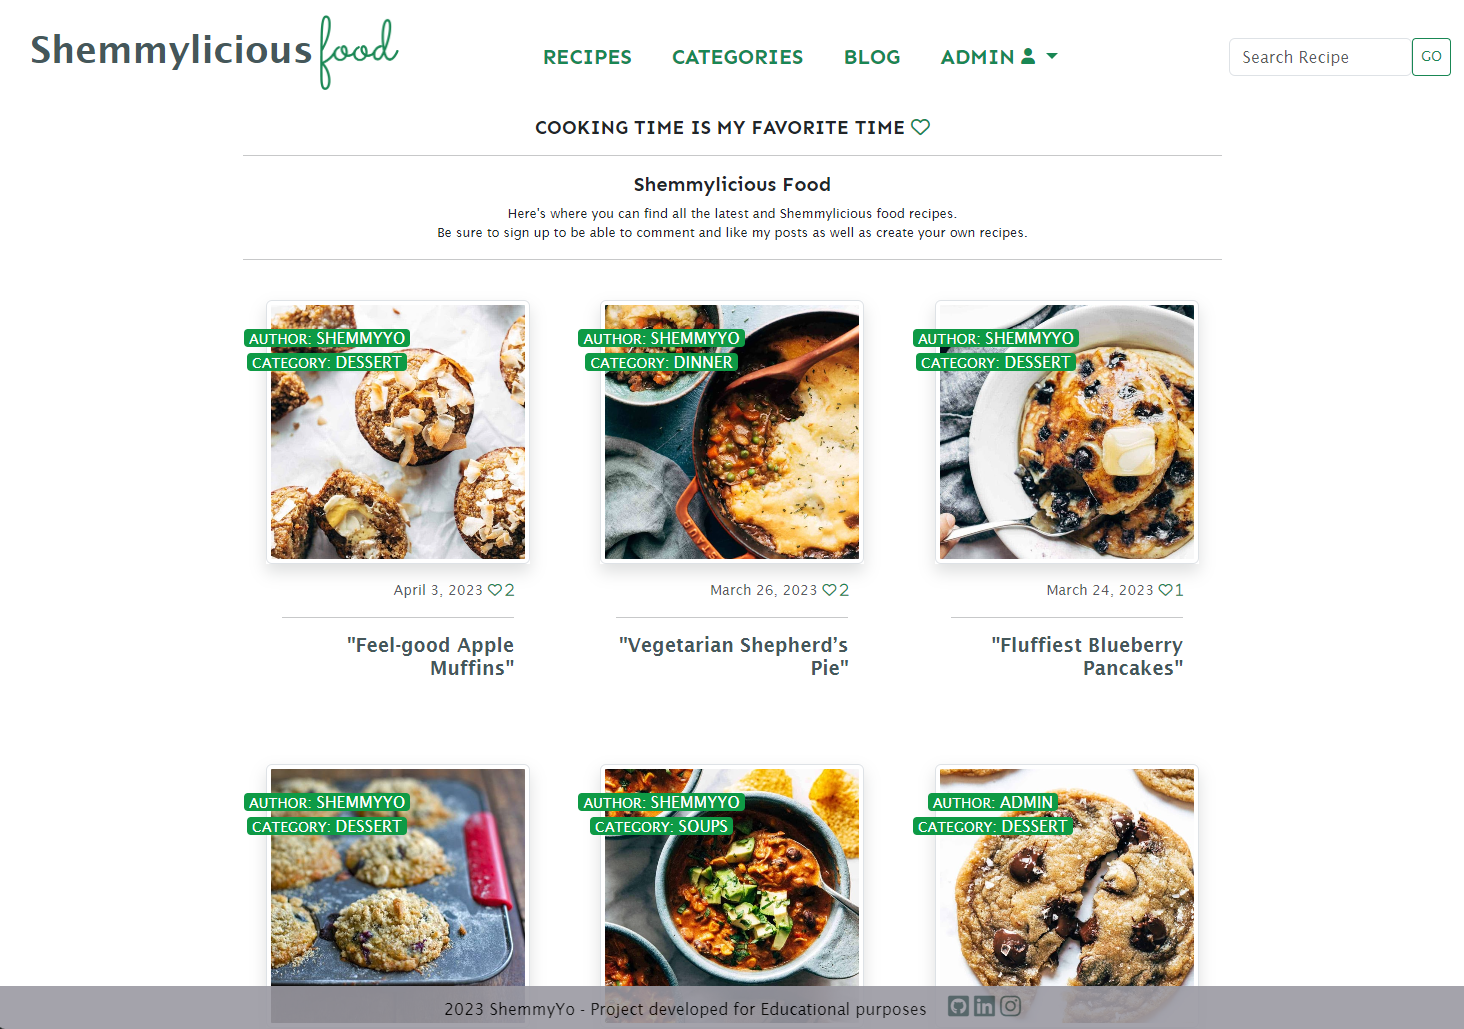 Shemmylicious food
RECIPES CATEGORIES BLOG ADMIN
Search Recipe GO
COOKING TIME IS MY FAVORITE TIME
Shemmylicious Food
Here's where you can find all the latest and Shemmylicious food recipes.
Be sure to sign up to be able to comment and like my posts as well as create your own recipes.
AUTHOR: SHEMMYYO
CATEGORY: DESSERT
April 3, 2023 2
"Feel-good Apple
Muffins"
AUTHOR: SHEMMYYO
CATEGORY: DINNER
March 26, 2023 2
"Vegetarian Shepherd’s
Pie"
AUTHOR: SHEMMYYO
CATEGORY: DESSERT
March 24, 2023 1
"Fluffiest Blueberry
Pancakes"
AUTHOR: SHEMMYYO
CATEGORY: DESSERT
AUTHOR: SHEMMYYO
CATEGORY: SOUPS
AUTHOR: ADMIN
CATEGORY: DESSERT
2023 ShemmyYo - Project developed for Educational purposes